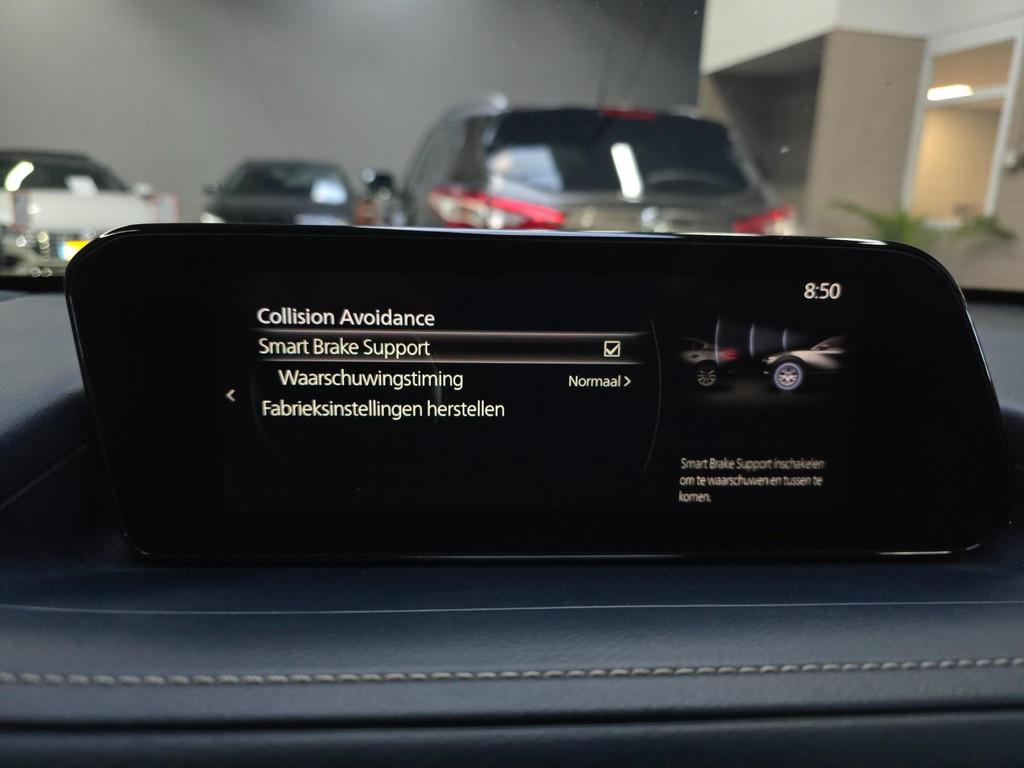 8:50
Collision Avoidance
Smart Brake Support
Waarschuwingstiming Normaal
Fabrieksinstellingen herstellen
Smart Brake Support inschakelen
om te waarschuwen en tussen te
komen.